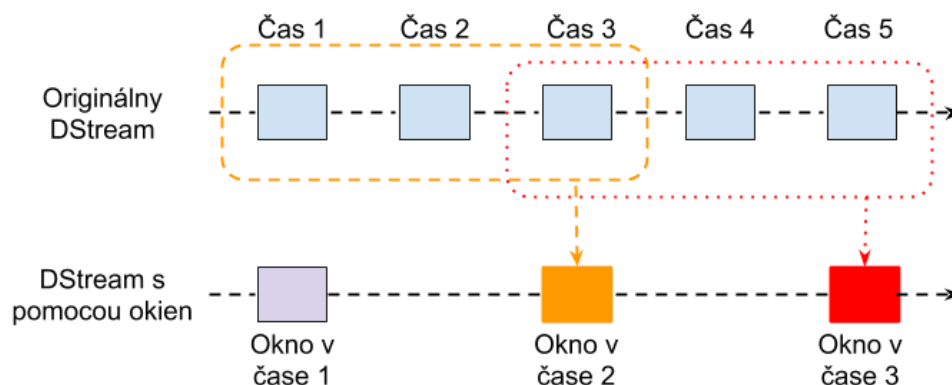 Čas 1 Čas 2 Čas 3 Čas 4 Čas 5
Originálny
DStream
DStream s
pomocou okien
Okno v
čase 1
Okno v
čase 2
Okno v
čase 3